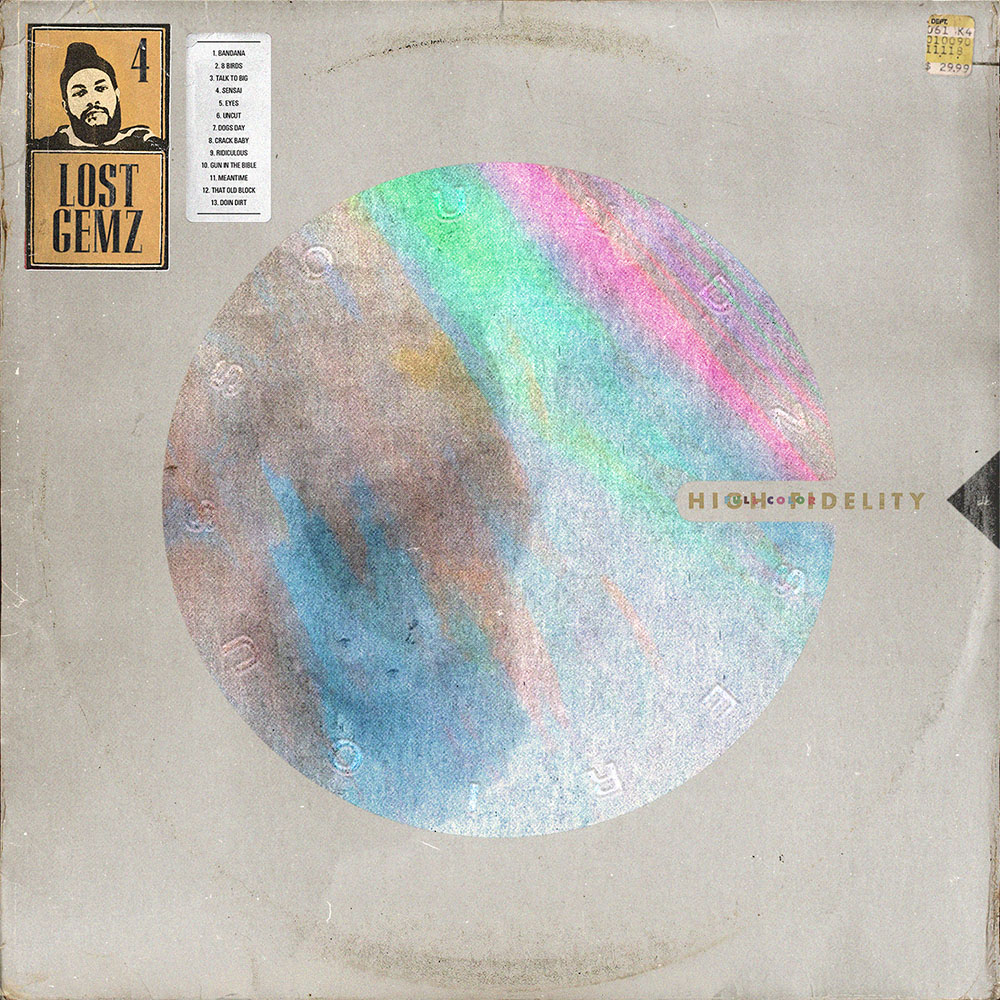 4
LOST
GEMZ
1. BANDANA
2. 8 BIRDS
3. TALK TO BIG
4. SENSAI
5. EYES
6. UNCUT
7. DOGS DAY
8. CRACK BABY
9. RIDICULOUS
10. GUN IN THE BIBLE
11. MEANTIME
12. THAT OLD BLOCK
13. DOIN DIRT
DEPT.
$ 29.99
HIGH FIDELITY